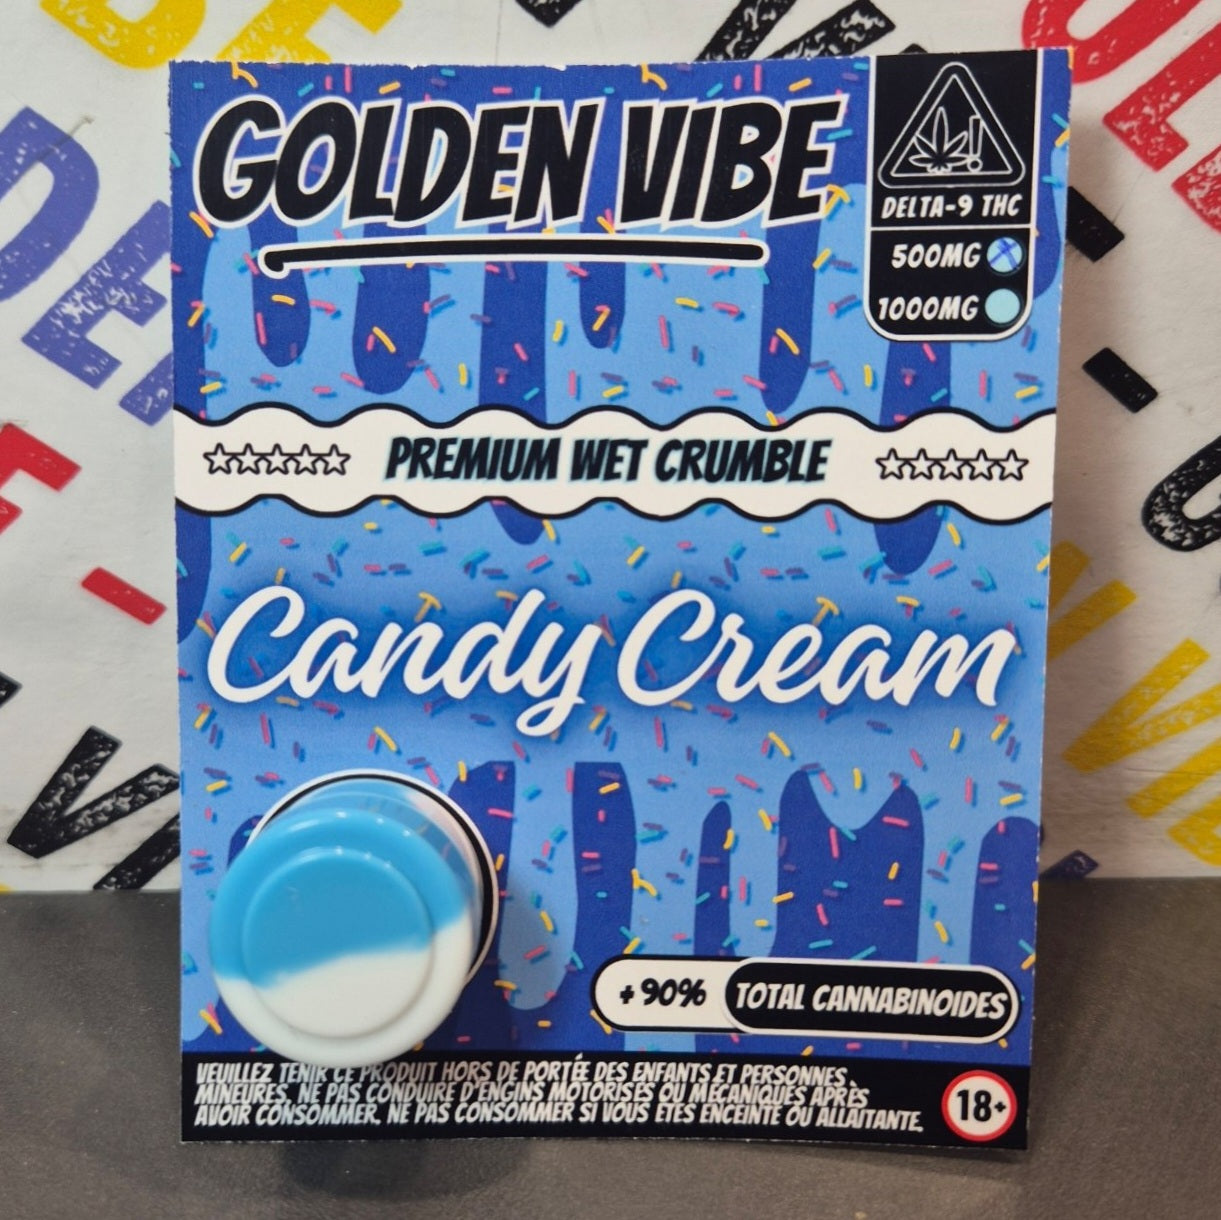 GOLDEN VIBE
DELTA-9 THC
500MG
1000MG
PREMIUM WET CRUMBLE
Candy Cream
+90% TOTAL CANNABINOIDES
VEUILLEZ TENIR CE PRODUIT HORS DE PORTÉE DES ENFANTS ET PERSONNES
MINEURES. NE PAS CONDUIRE D'ENGINS MOTORISÉS OU MÉCANIQUES APRÈS
AVOIR CONSOMMER. NE PAS CONSOMMER SI VOUS ETES ENCEINTE OU ALLAITANTE.
18+